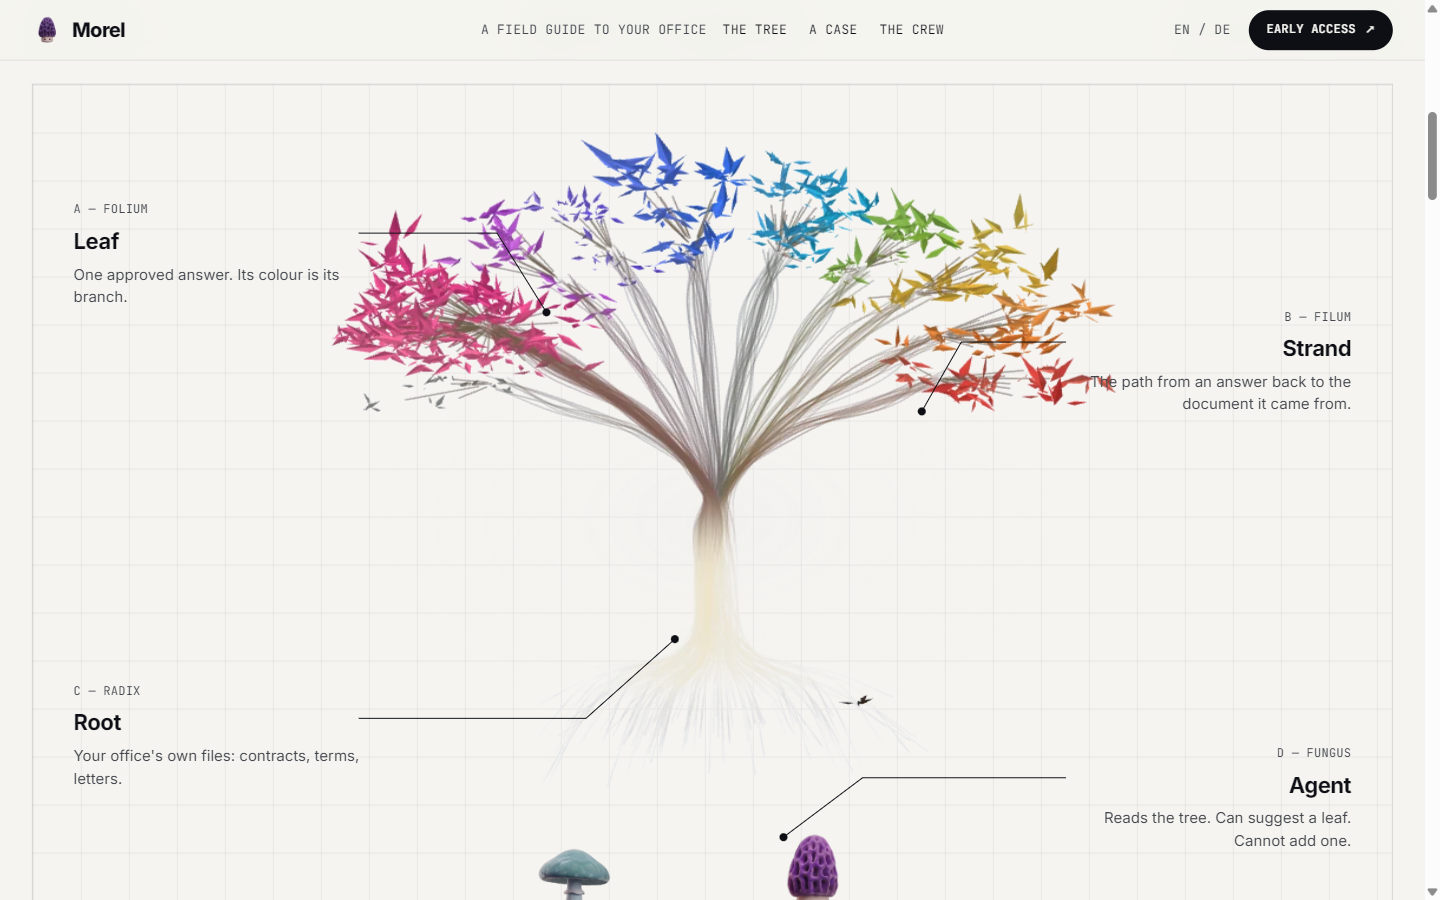 Morel
A FIELD GUIDE TO YOUR OFFICE
THE TREE
A CASE
THE CREW
EN / DE
EARLY ACCESS ↗
A — FOLIUM
Leaf
One approved answer. Its colour is its
branch.
B — FILUM
Strand
The path from an answer back to the
document it came from.
C — RADIX
Root
Your office's own files: contracts, terms,
letters.
D — FUNGUS
Agent
Reads the tree. Can suggest a leaf.
Cannot add one.